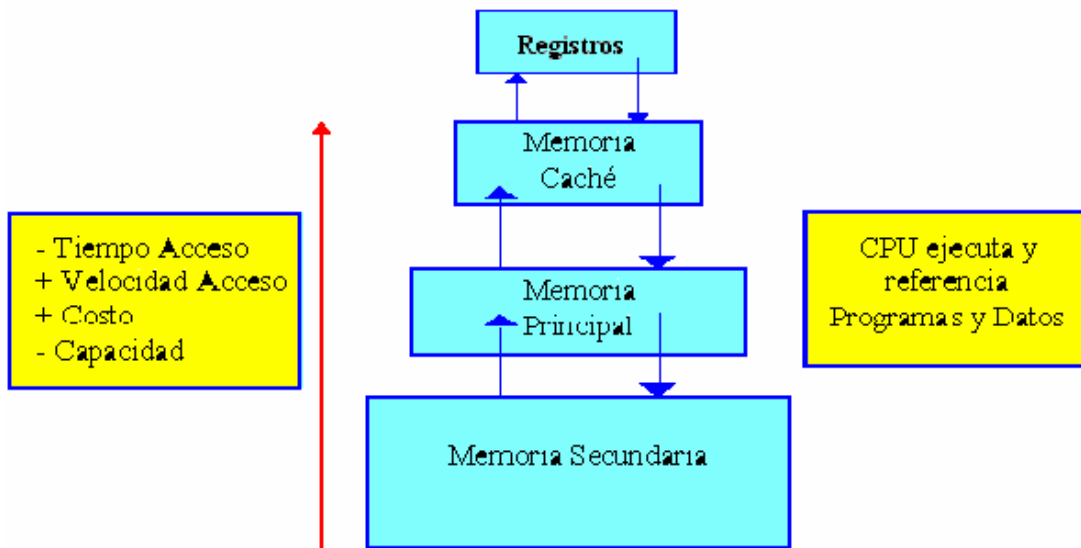 Registros
Memoria
Caché
- Tiempo Acceso
+ Velocidad Acceso
+ Costo
- Capacidad
CPU ejecuta y
referencia
Programas y Datos
Memoria
Principal
Memoria Secundaria